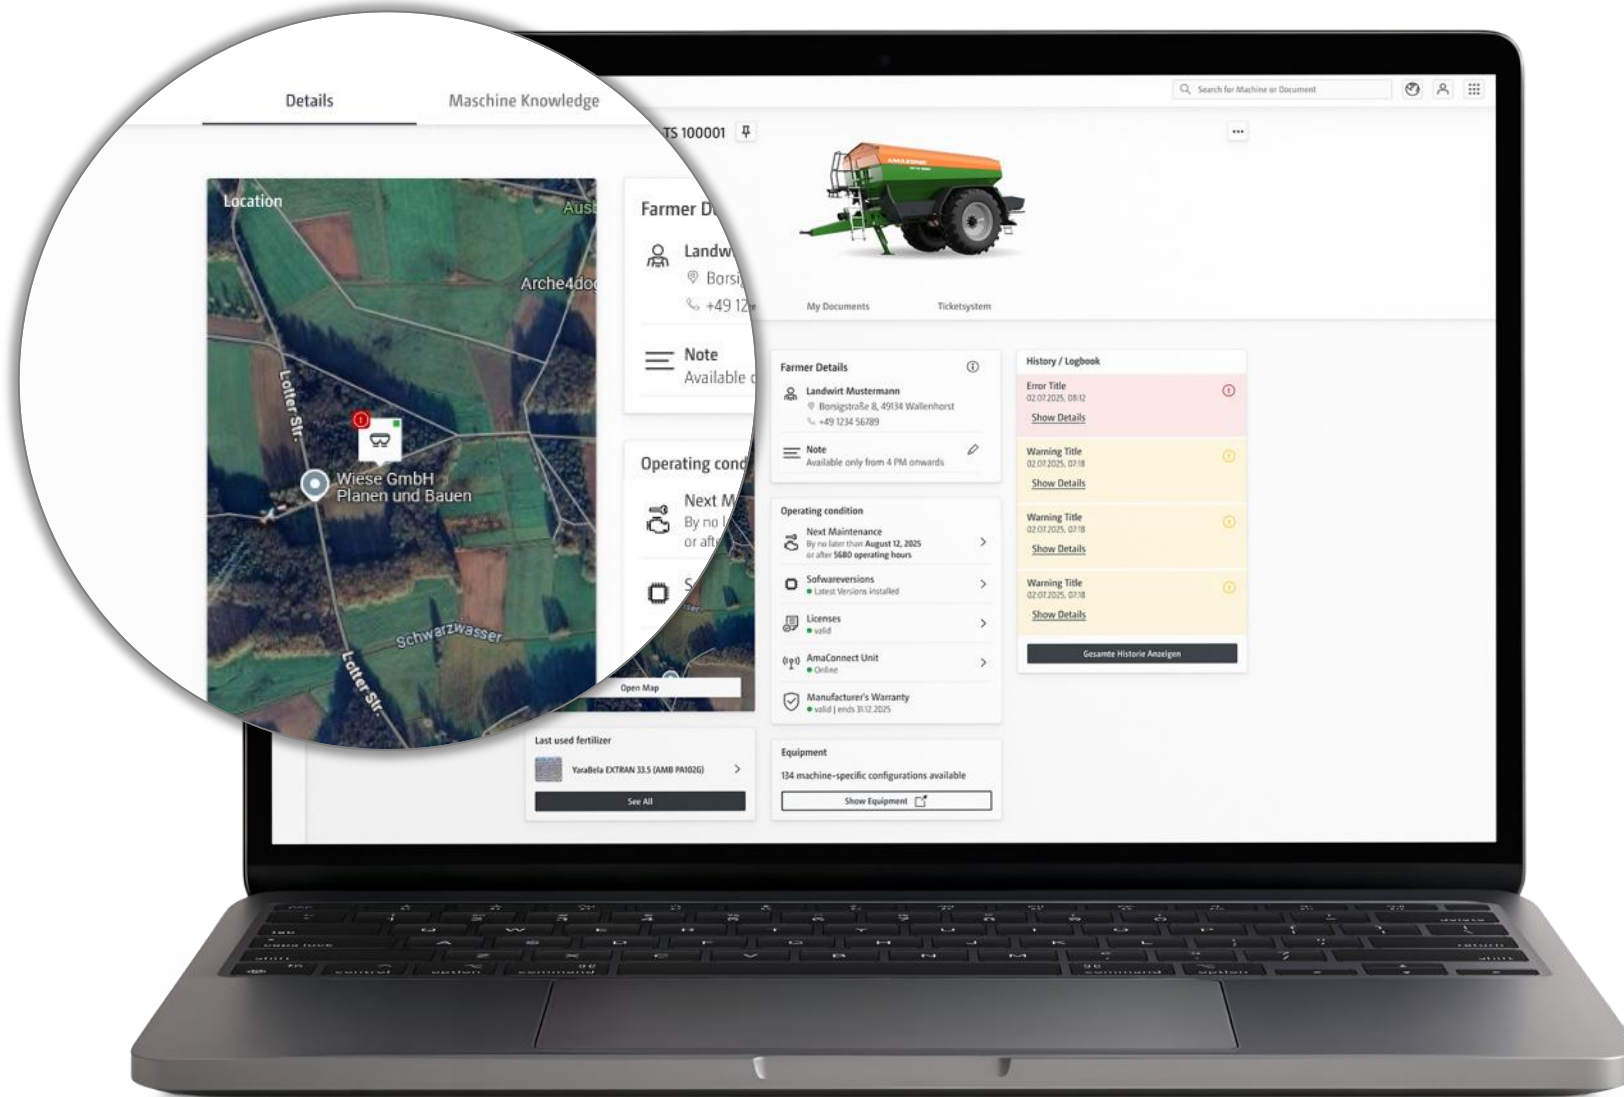 Details
Maschine Knowledge
Search for Machine or Document
TS 100001
AMAZONE
Location
Arche4dog
Lotter Str.
Wiese GmbH
Planen und Bauen
Schwarzwasser
Lotter Str.
Farmer D
Landw
Borsig
+49 12
Note
Available o
Operating cond
Next M
By no l
or afte
My Documents
Ticketsystem
Open Map
Last used fertilizer
YaraBela EXTRAN 33.5 (AMB PA102G)
See All
Farmer Details
Landwirt Mustermann
Borsigstraße 8, 49134 Wallenhorst
+49 1234 56789
Note
Available only from 4 PM onwards
Operating condition
Next Maintenance
By no later than August 12, 2025
or after 5680 operating hours
Sofwareversions
Latest Versions installed
Licenses
valid
AmaConnect Unit
Online
Manufacturer's Warranty
valid | ends 31.12.2025
Equipment
134 machine-specific configurations available
Show Equipment
History / Logbook
Error Title
02.07.2025, 08:12
Show Details
Warning Title
02.07.2025, 07:18
Show Details
Warning Title
02.07.2025, 07:18
Show Details
Warning Title
02.07.2025, 07:18
Show Details
Gesamte Historie Anzeigen